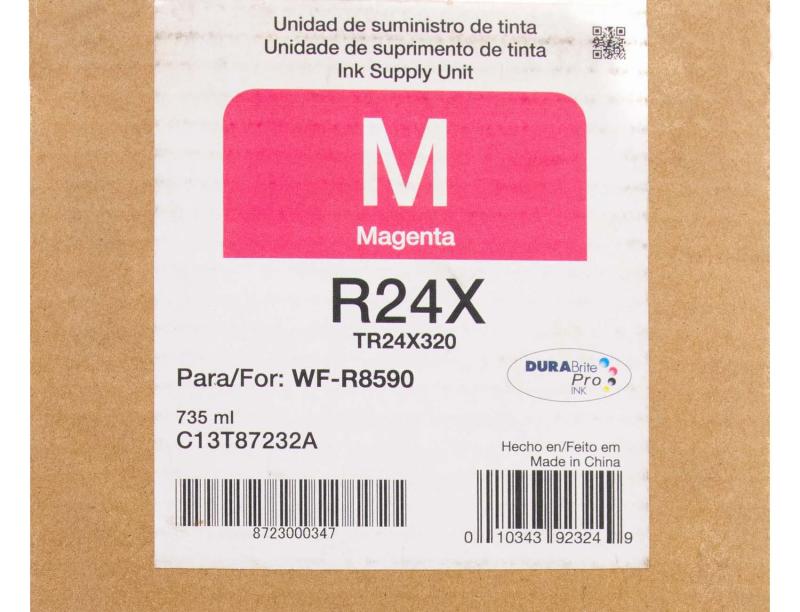 Unidad de suministro de tinta
Unidade de suprimento de tinta
Ink Supply Unit
M
Magenta
R24X
TR24X320
Para/For: WF-R8590
DURABrite
Pro
INK
735 ml
C13T87232A
Hecho en/Feito em
Made in China
8723000347
0 10343 92324 9